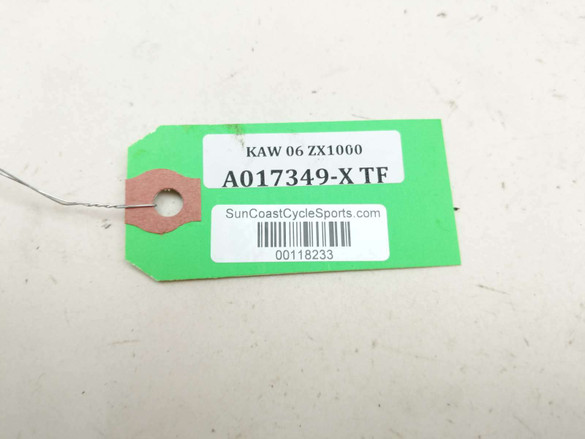 KAW 06 ZX1000
A017349-X TF
SunCoastCycleSports.com
00118233